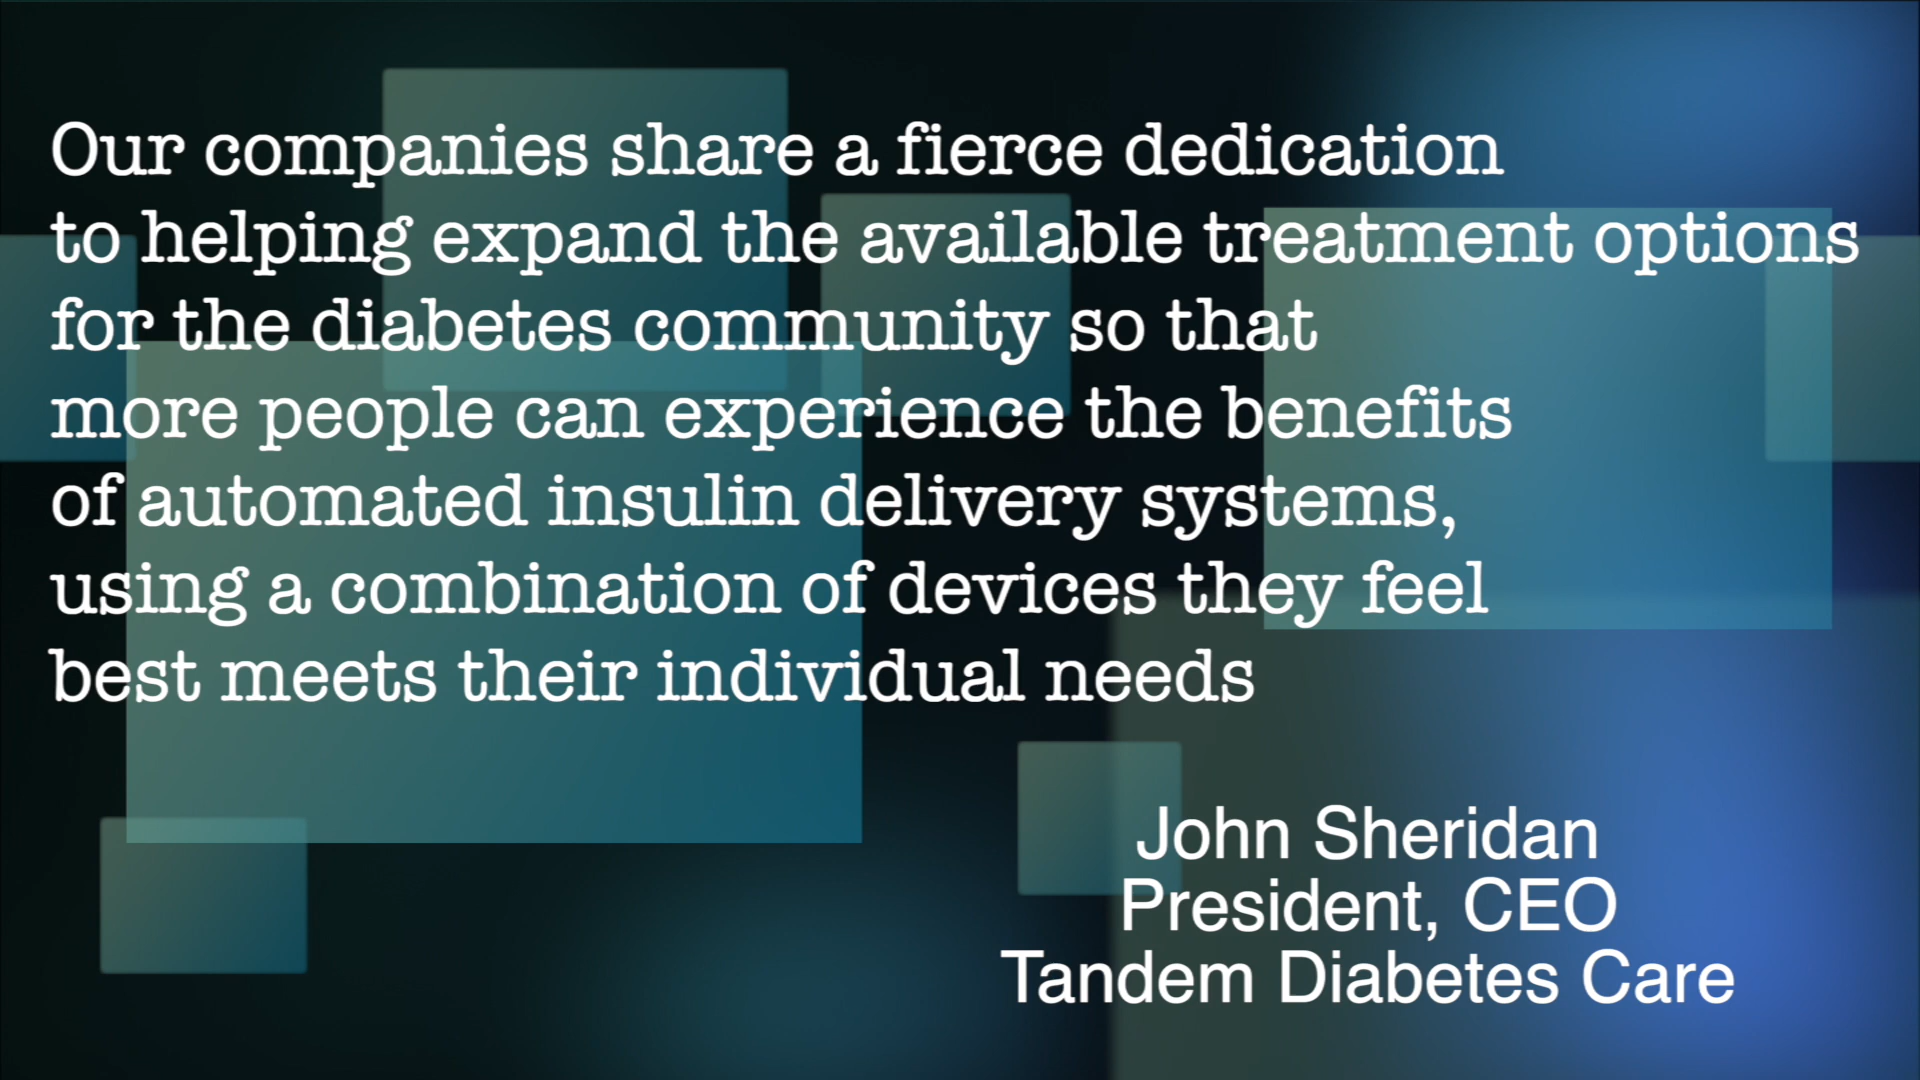 Our companies share a fierce dedication
to helping expand the available treatment options
for the diabetes community so that
more people can experience the benefits
of automated insulin delivery systems,
using a combination of devices they feel
best meets their individual needs
John Sheridan
President, CEO
Tandem Diabetes Care